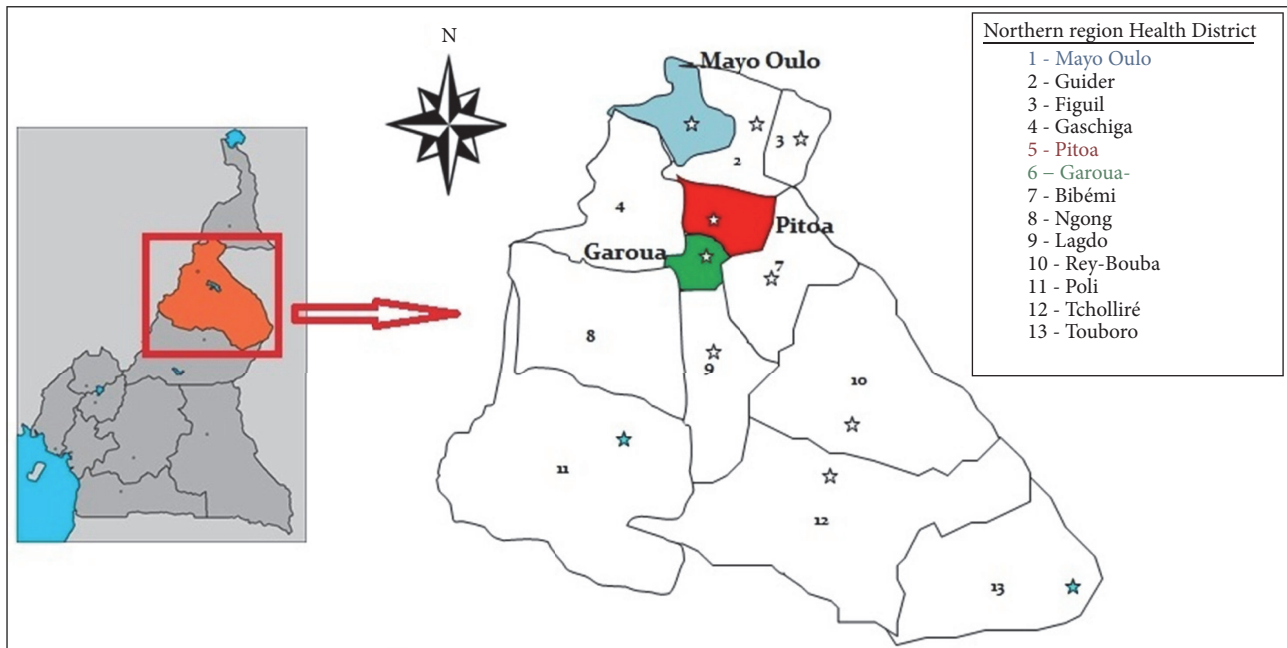 N
Mayo Oulo
2
3
4
Pitoa
Garoua
7
8
9
10
11
12
13
Northern region Health District
1 - Mayo Oulo
2 - Guider
3 - Figuil
4 - Gaschiga
5 - Pitoa
6 – Garoua-
7 - Bibémi
8 - Ngong
9 - Lagdo
10 - Rey-Bouba
11 - Poli
12 - Tcholliré
13 - Touboro